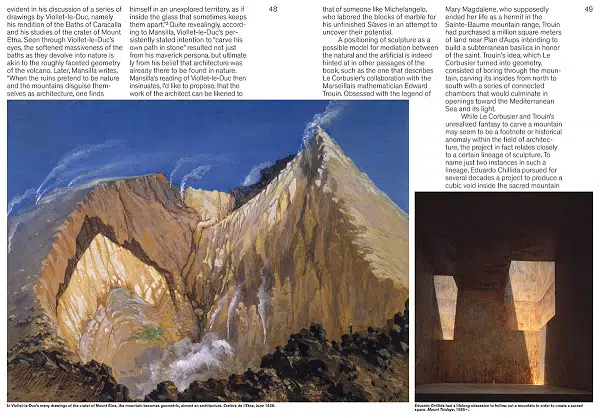 evident in his discussion of a series of
drawings by Viollet-le-Duc, namely
his rendition of the Baths of Caracalla
and his studies of the crater of Mount
Etna. Seen through Viollet-le-Duc's
eyes, the softened massiveness of the
baths as they devolve into nature is
akin to the roughly faceted geometry
of the volcano. Later, Mansilla writes,
"When the ruins pretend to be nature
and the mountains disguise them-
selves as architecture, one finds
himself in an unexplored territory, as if
inside the glass that sometimes keeps
them apart."² Quite revealingly, accord-
ing to Mansilla, Viollet-le-Duc's per-
sistently stated intention to "carve his
own path in stone" resulted not just
from his maverick persona, but ultimate-
ly from his belief that architecture was
already there to be found in nature.
Mansilla's reading of Viollet-le-Duc then
insinuates, I'd like to propose, that the
work of the architect can be likened to
48
that of someone like Michelangelo,
who labored the blocks of marble for
his unfinished Slaves in an attempt to
uncover their potential.
A positioning of sculpture as a
possible model for mediation between
the natural and the artificial is indeed
hinted at in other passages of the
book, such as the one that describes
Le Corbusier's collaboration with the
Marseillais mathematician Edward
Trouin. Obsessed with the legend of
Mary Magdalene, who supposedly
ended her life as a hermit in the
Sainte-Baume mountain range, Trouin
had purchased a million square meters
of land near Plan d'Aups intending to
build a subterranean basilica in honor
of the saint. Trouin's idea, which Le
Corbusier turned into geometry,
consisted of boring through the moun-
tain, carving its insides from north to
south with a series of connected
chambers that would culminate in
openings toward the Mediterranean
Sea and its light.
While Le Corbusier and Trouin's
unrealized fantasy to carve a mountain
may seem to be a footnote or historical
anomaly within the field of architec-
ture, the project in fact relates closely
to a certain lineage of sculpture. To
name just two instances in such a
lineage, Eduardo Chillida pursued for
several decades a project to produce a
cubic void inside the sacred mountain
49
In Viollet-le-Duc's many drawings of the crater of Mount Etna, the mountain becomes geometric, almost an architecture. Cratère de l'Etna, June 1836.
Eduardo Chillida had a lifelong obsession to hollow out a mountain in order to create a sacred
space. Mount Tindaya, 1985–.